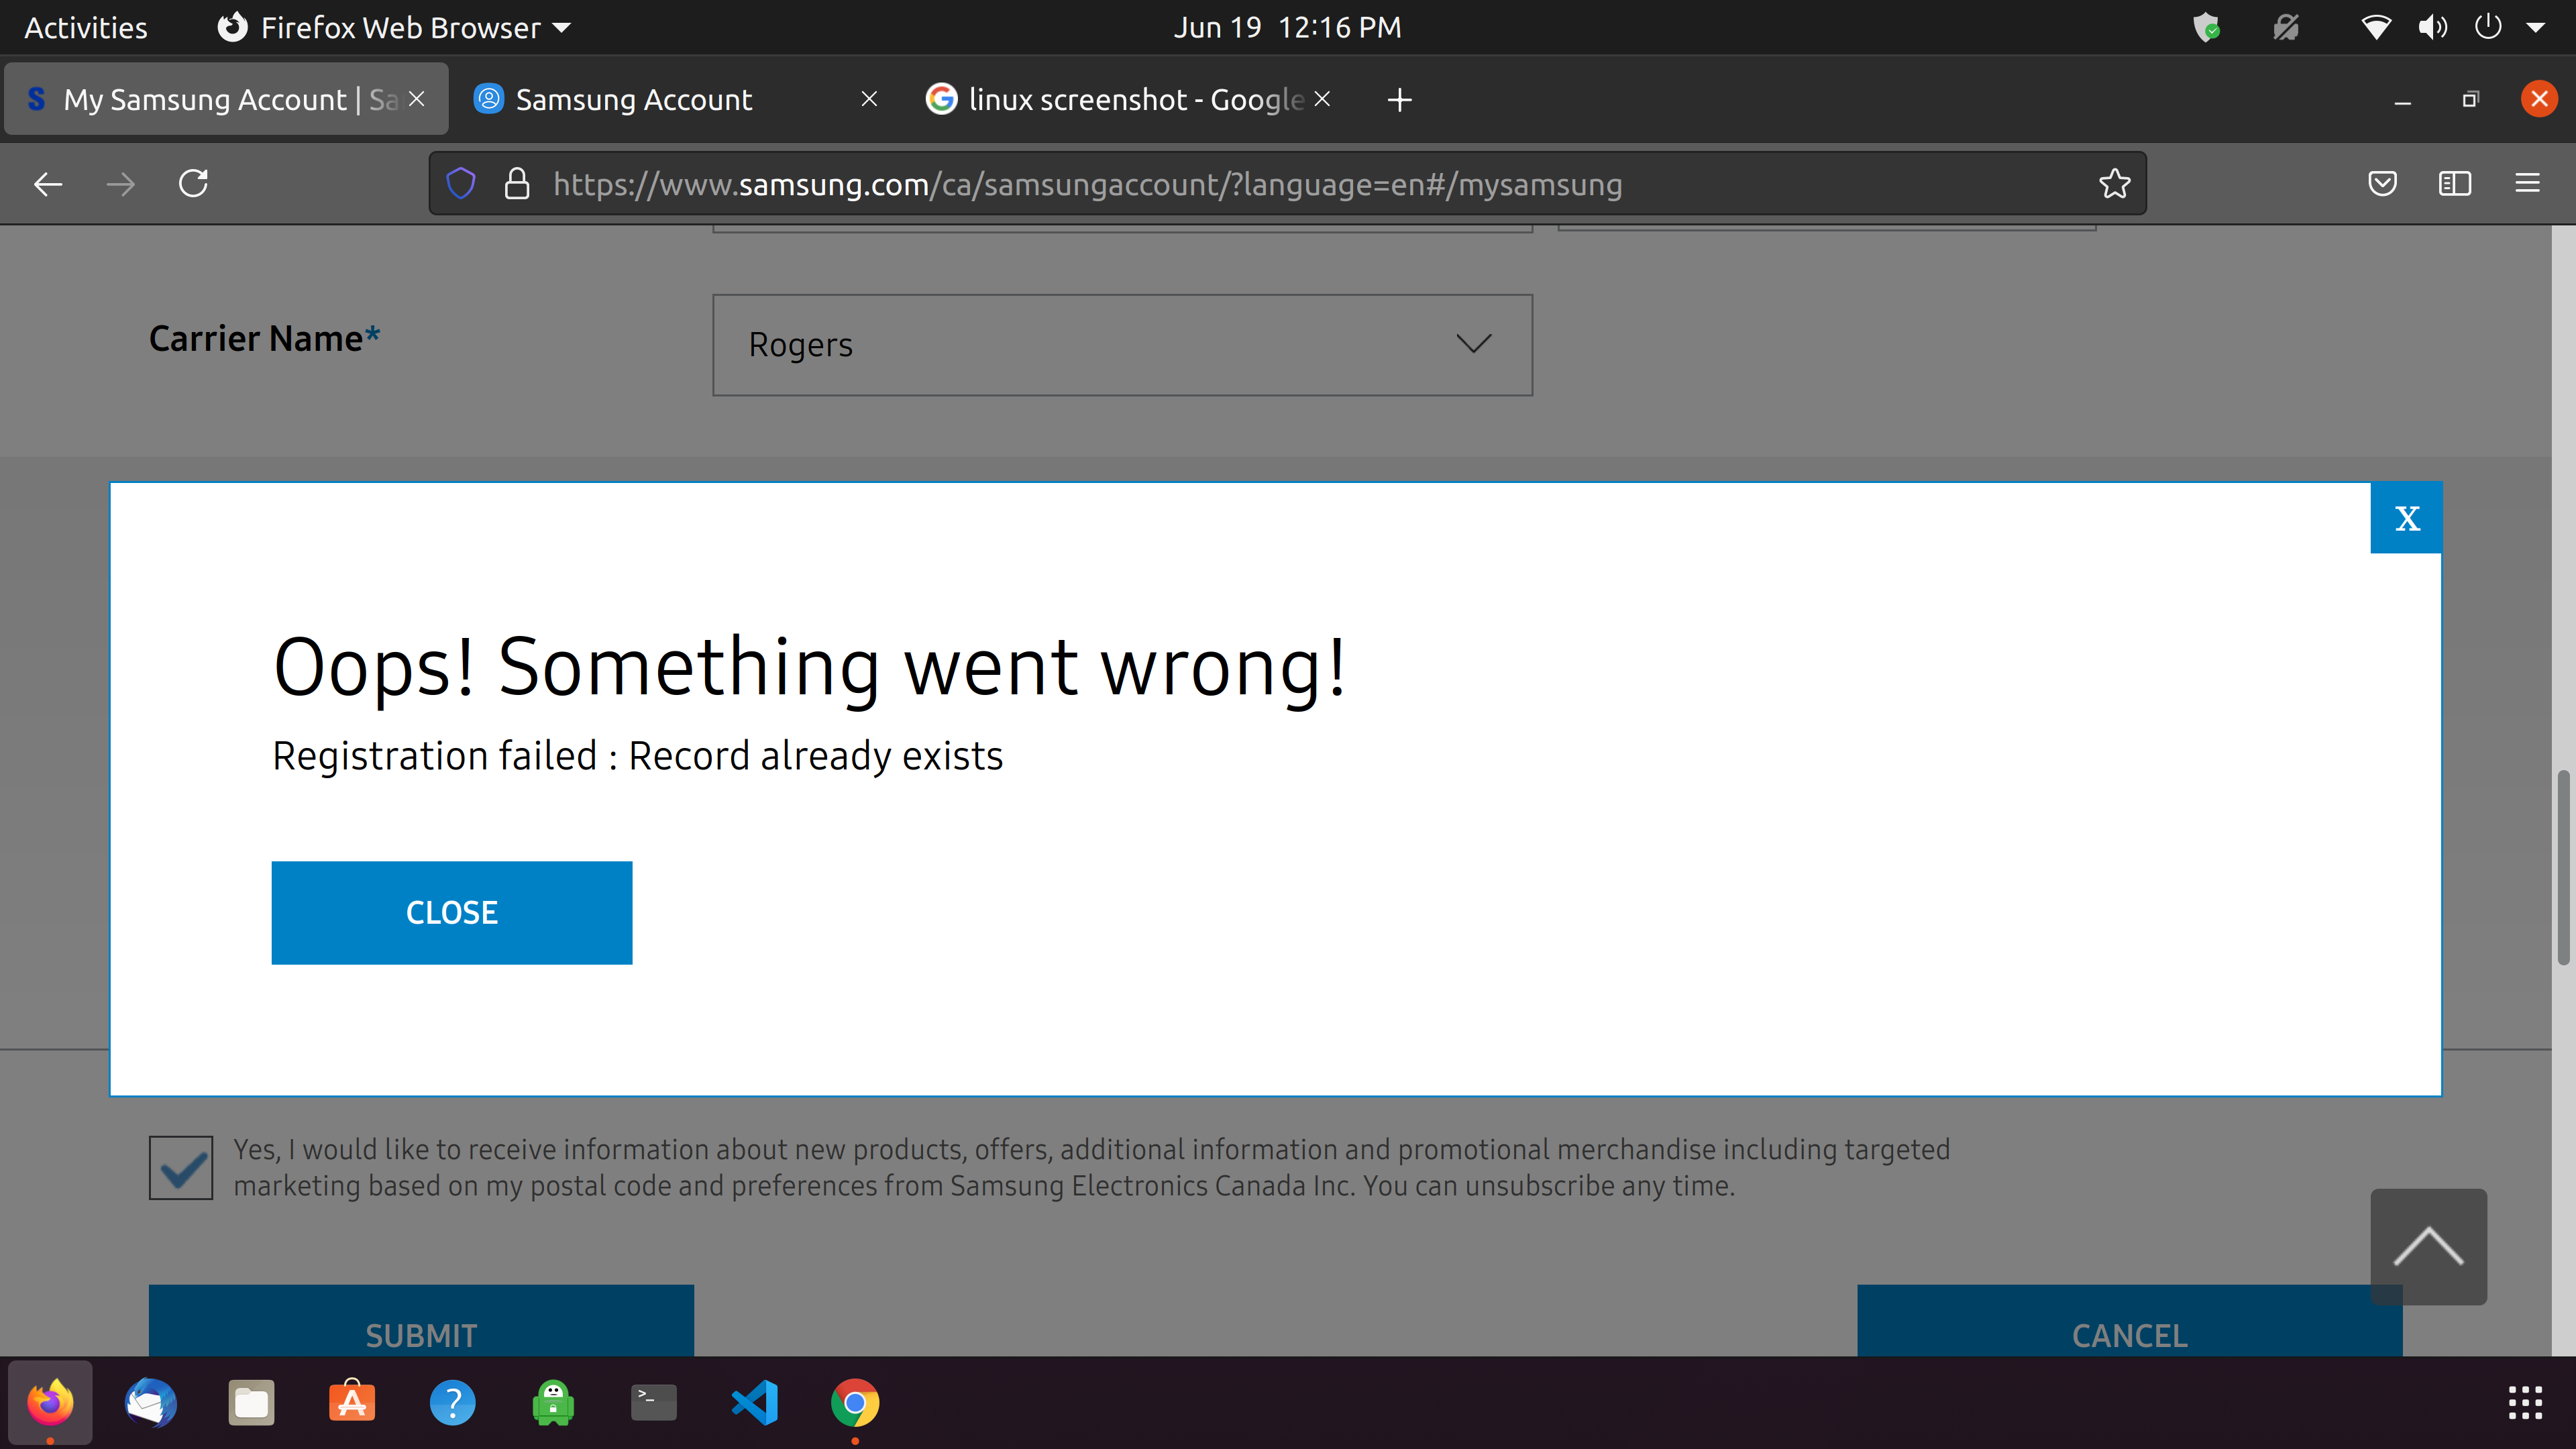 Activities
Firefox Web Browser
Jun 19 12:16 PM
My Samsung Account | Sa
Samsung Account
linux screenshot - Google
https://www.samsung.com/ca/samsungaccount/?language=en#/mysamsung
Carrier Name*
Rogers
x
Oops! Something went wrong!
Registration failed : Record already exists
CLOSE
Yes, I would like to receive information about new products, offers, additional information and promotional merchandise including targeted
marketing based on my postal code and preferences from Samsung Electronics Canada Inc. You can unsubscribe any time.
SUBMIT
CANCEL